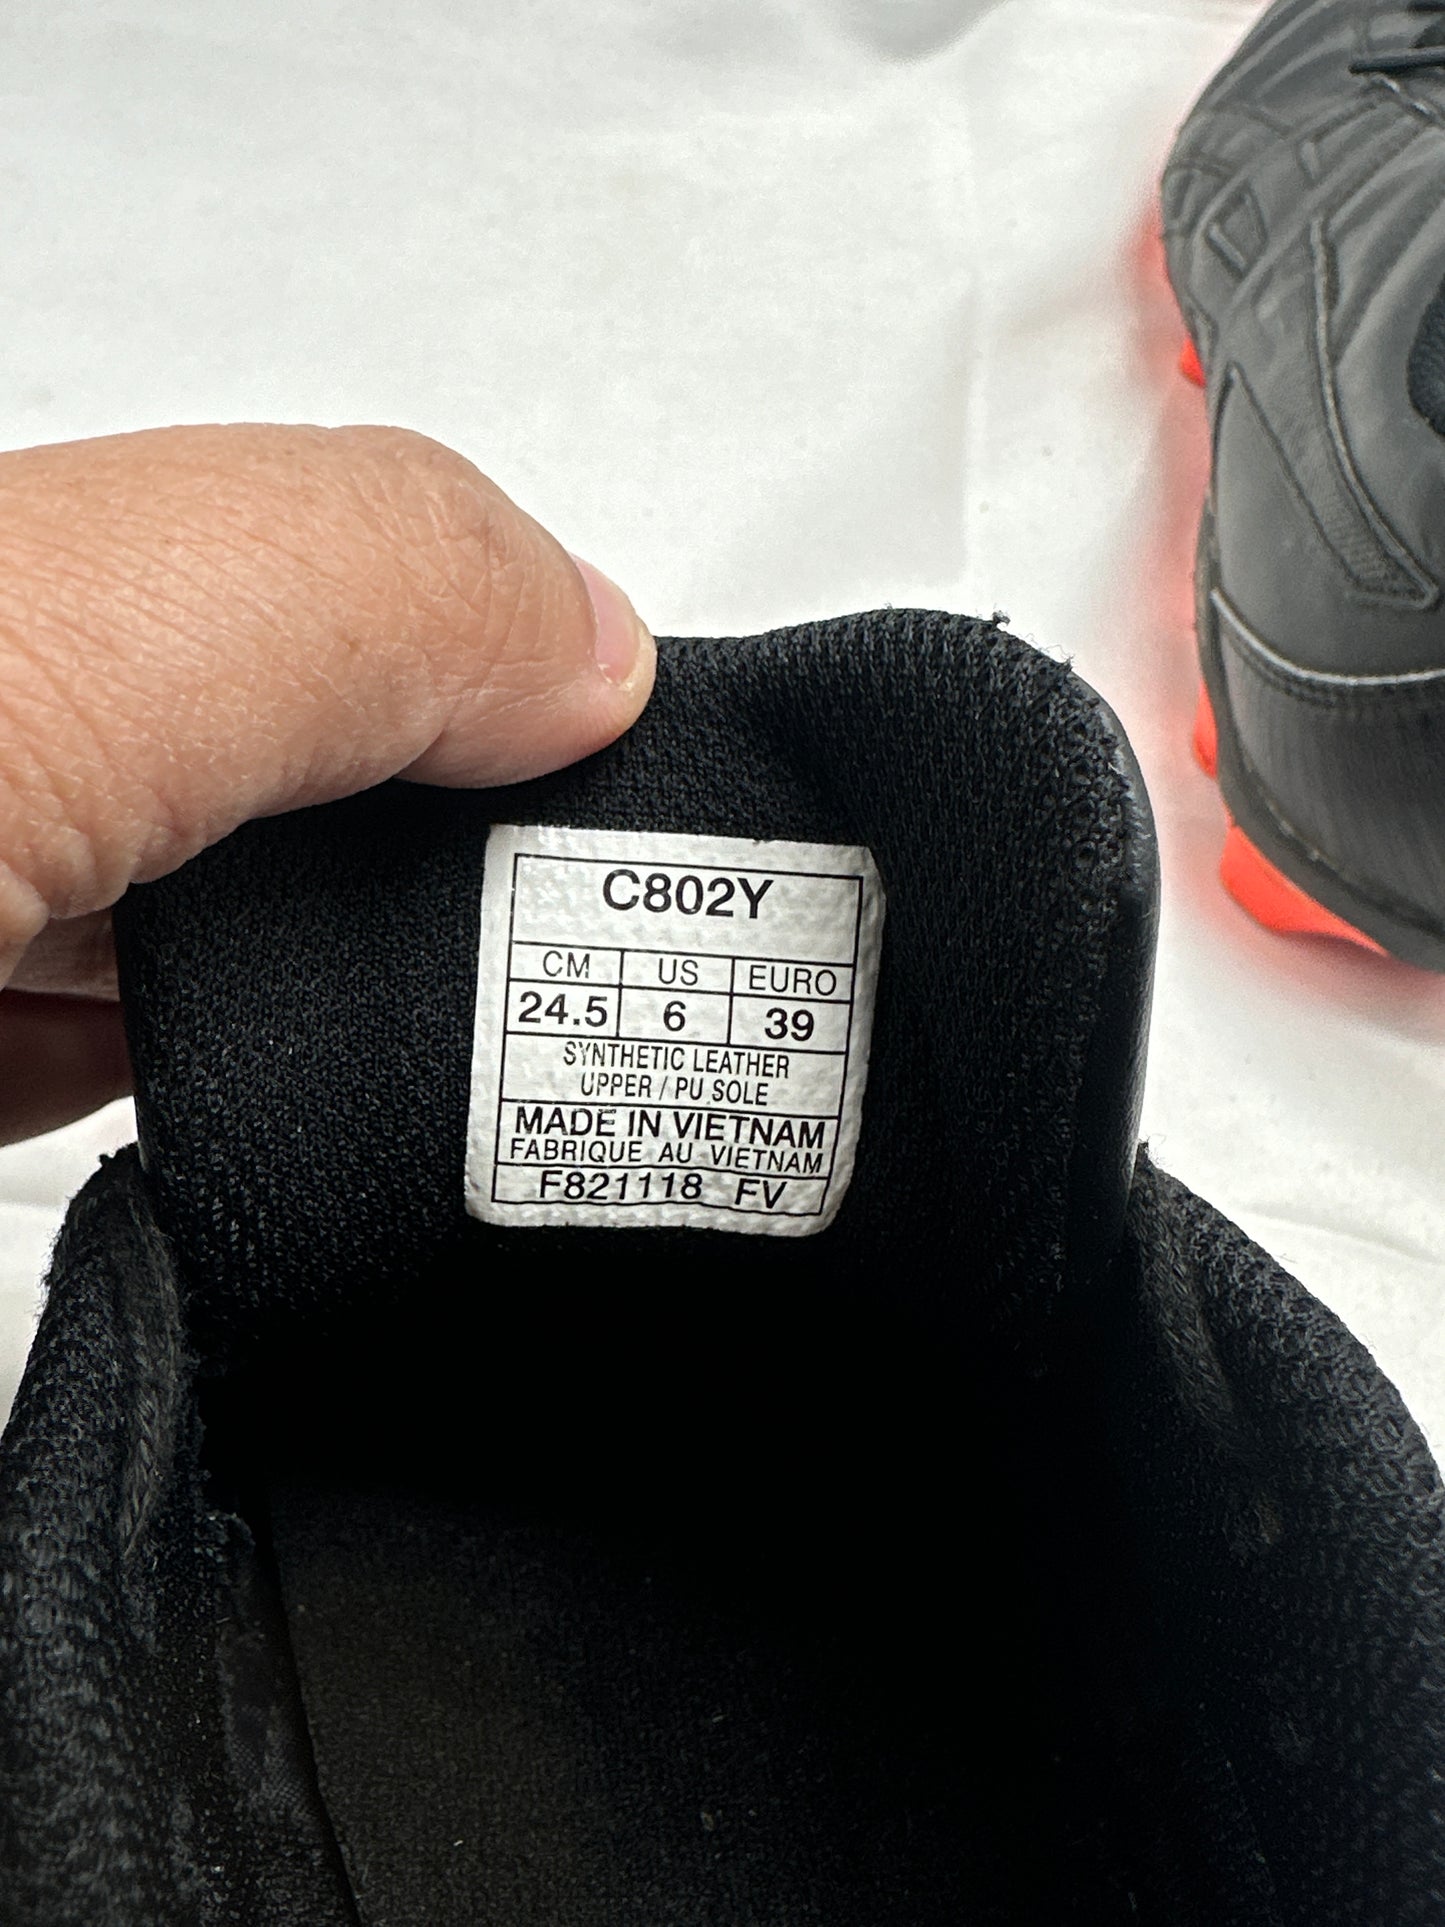 C802Y
CM US EURO
24.5 6 39
SYNTHETIC LEATHER
UPPER / PU SOLE
MADE IN VIETNAM
FABRIQUE AU VIETNAM
F821118 FV